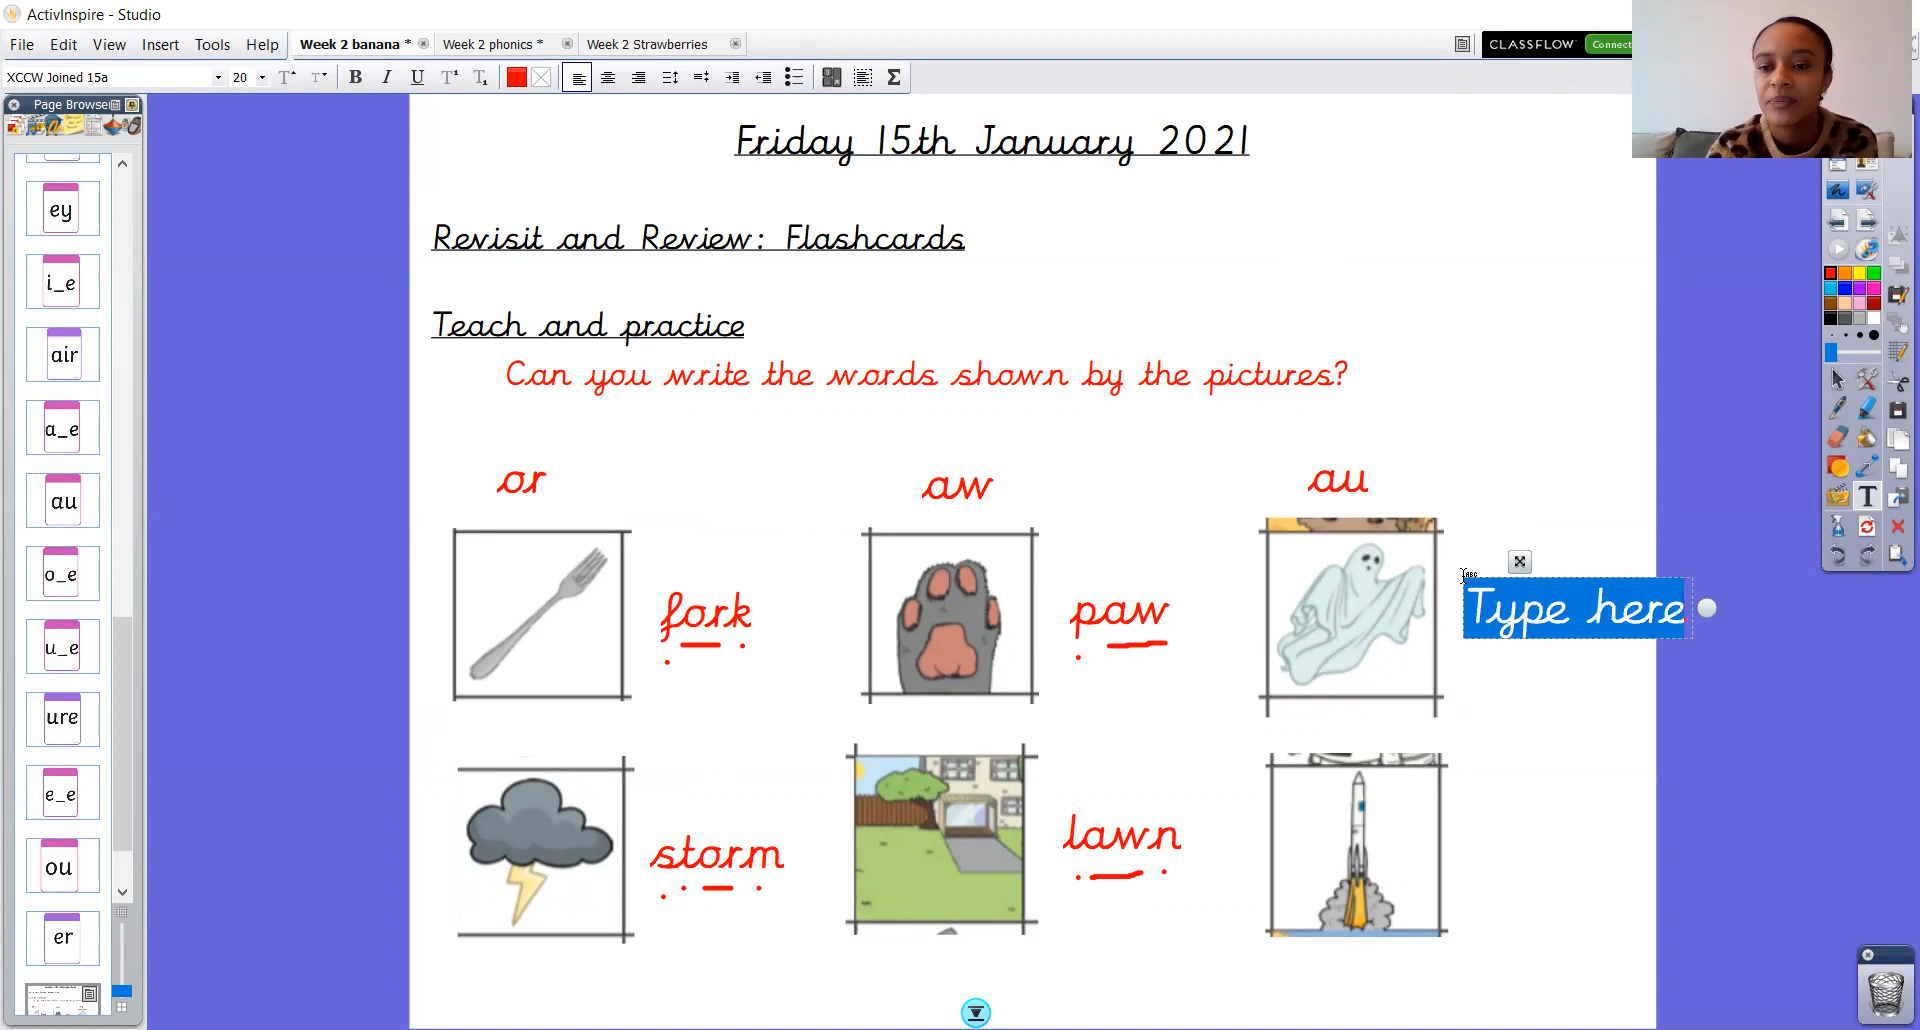 ActivInspire - Studio
File Edit View Insert Tools Help
Week 2 banana * Week 2 phonics * Week 2 Strawberries
CLASSFLOW Connect
XCCW Joined 15a 20
B I U T T Σ
Page Browser
ey
i_e
air
a_e
au
o_e
u_e
ure
e_e
ou
er
Friday 15th January 2021
Revisit and Review: Flashcards
Teach and practice
Can you write the words shown by the pictures?
or aw au
fork paw Type here
storm lawn
ABC
T